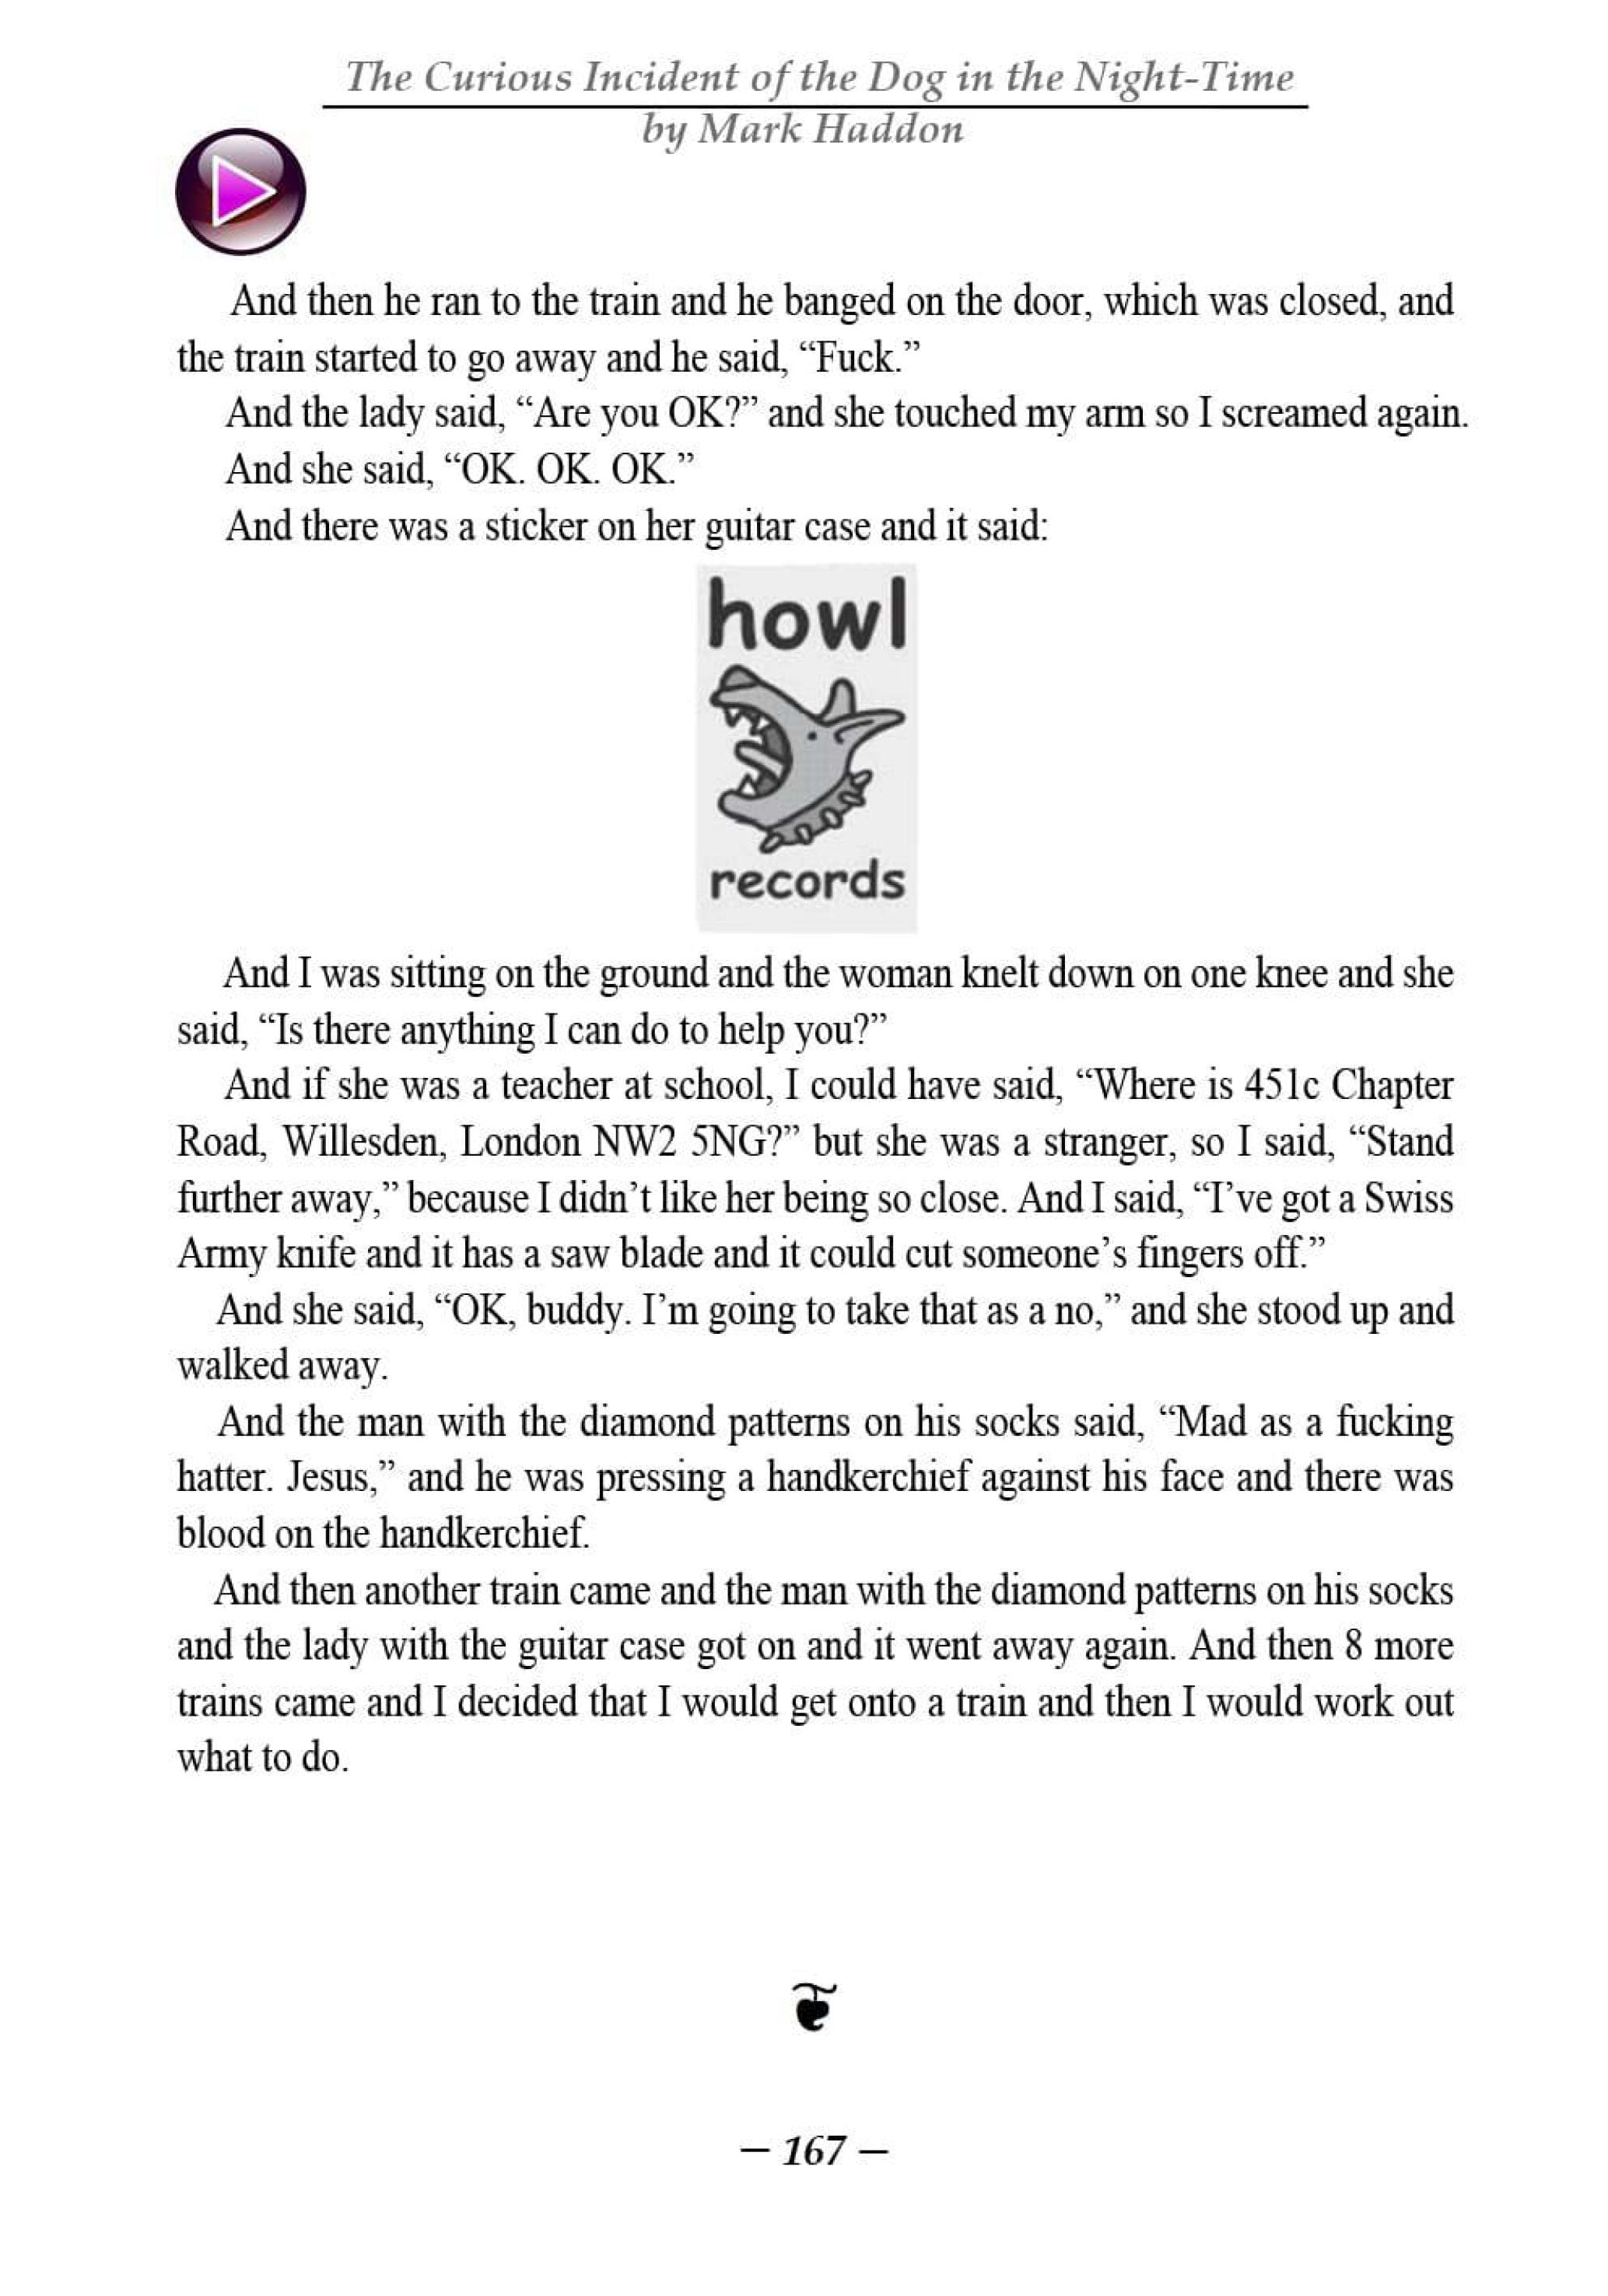 The Curious Incident of the Dog in the Night-Time
by Mark Haddon
And then he ran to the train and he banged on the door, which was closed, and
the train started to go away and he said, “Fuck.”
And the lady said, “Are you OK?” and she touched my arm so I screamed again.
And she said, “OK. OK. OK.”
And there was a sticker on her guitar case and it said:
howl
records
And I was sitting on the ground and the woman knelt down on one knee and she
said, “Is there anything I can do to help you?”
And if she was a teacher at school, I could have said, “Where is 451c Chapter
Road, Willesden, London NW2 5NG?” but she was a stranger, so I said, “Stand
further away,” because I didn’t like her being so close. And I said, “I’ve got a Swiss
Army knife and it has a saw blade and it could cut someone’s fingers off.”
And she said, “OK, buddy. I’m going to take that as a no,” and she stood up and
walked away.
And the man with the diamond patterns on his socks said, “Mad as a fucking
hatter. Jesus,” and he was pressing a handkerchief against his face and there was
blood on the handkerchief.
And then another train came and the man with the diamond patterns on his socks
and the lady with the guitar case got on and it went away again. And then 8 more
trains came and I decided that I would get onto a train and then I would work out
what to do.
– 167 –